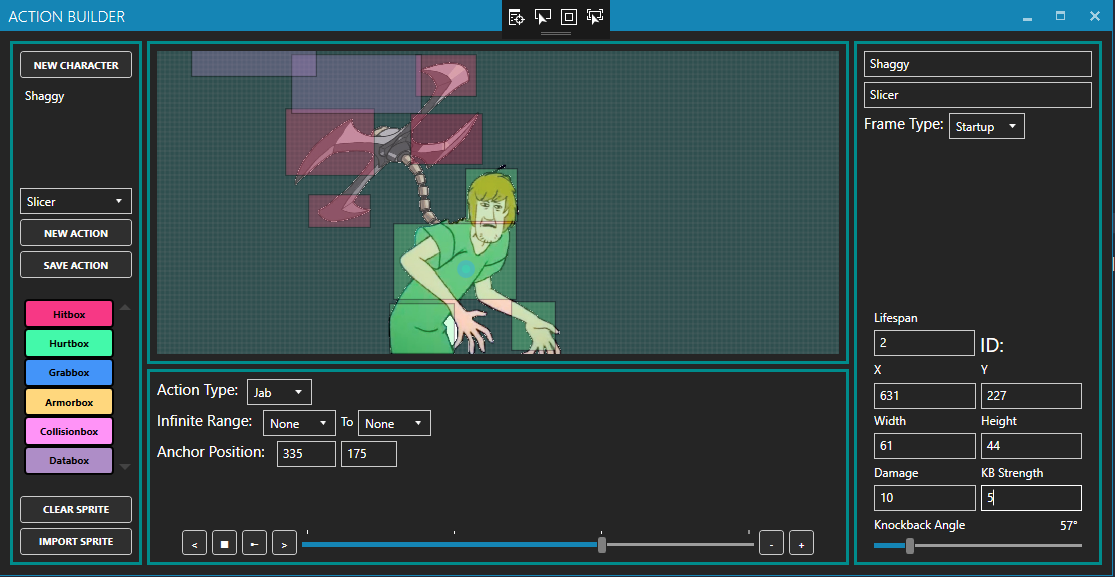 ACTION BUILDER
NEW CHARACTER
Shaggy
Slicer
NEW ACTION
SAVE ACTION
Hitbox
Hurtbox
Grabbox
Armorbox
Collisionbox
Databox
CLEAR SPRITE
IMPORT SPRITE
Action Type: Jab
Infinite Range: None To None
Anchor Position: 335 175
< ■ ← > - +
Shaggy
Slicer
Frame Type: Startup
Lifespan
2 ID:
X Y
631 227
Width Height
61 44
Damage KB Strength
10 5
Knockback Angle 57°